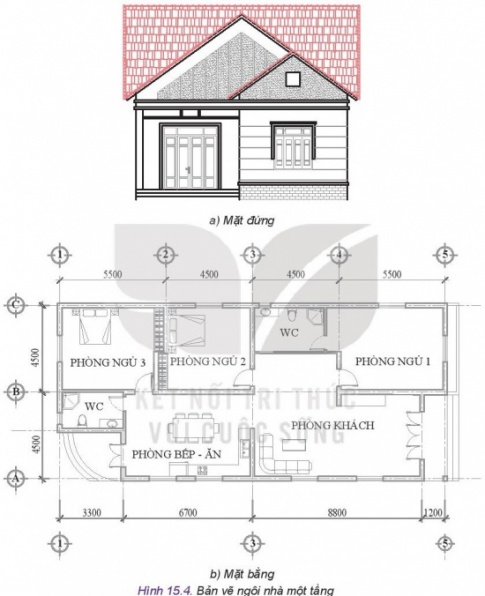 a) Mặt đứng
1 2 3 4 5
5500 4500 4500 5500
C
4500
PHÒNG NGỦ 3 PHÒNG NGỦ 2 WC PHÒNG NGỦ 1
B
KẾT NỐI TRI THỨC
VỚI CUỘC SỐNG
WC
PHÒNG KHÁCH
4500
PHÒNG BẾP - ĂN
A
3300 6700 8800 1200
1 3 5
b) Mặt bằng
Hình 15.4. Bản vẽ ngôi nhà một tầng